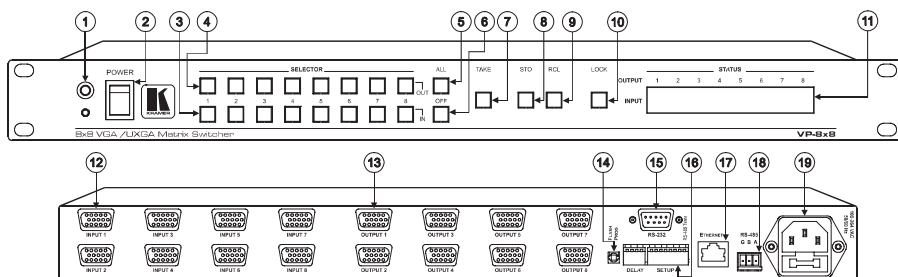 1 2 3 4 5 6 7 8 9 10 11
POWER SELECTOR ALL TAKE STO RCL LOCK STATUS
OUTPUT 1 2 3 4 5 6 7 8
OUT
1 2 3 4 5 6 7 8 OFF
INPUT
IN
KRAMER
8x8 VGA /UXGA Matrix Switcher VP-8x8
12 13 14 15 16 17 18 19
INPUT 1 INPUT 3 INPUT 5 INPUT 7 OUTPUT 1 OUTPUT 3 OUTPUT 5 OUTPUT 7
RS-232
ETHERNET
RS-485
G B A
INPUT 2 INPUT 4 INPUT 6 INPUT 8 OUTPUT 2 OUTPUT 4 OUTPUT 6 OUTPUT 8
DELAY SETUP